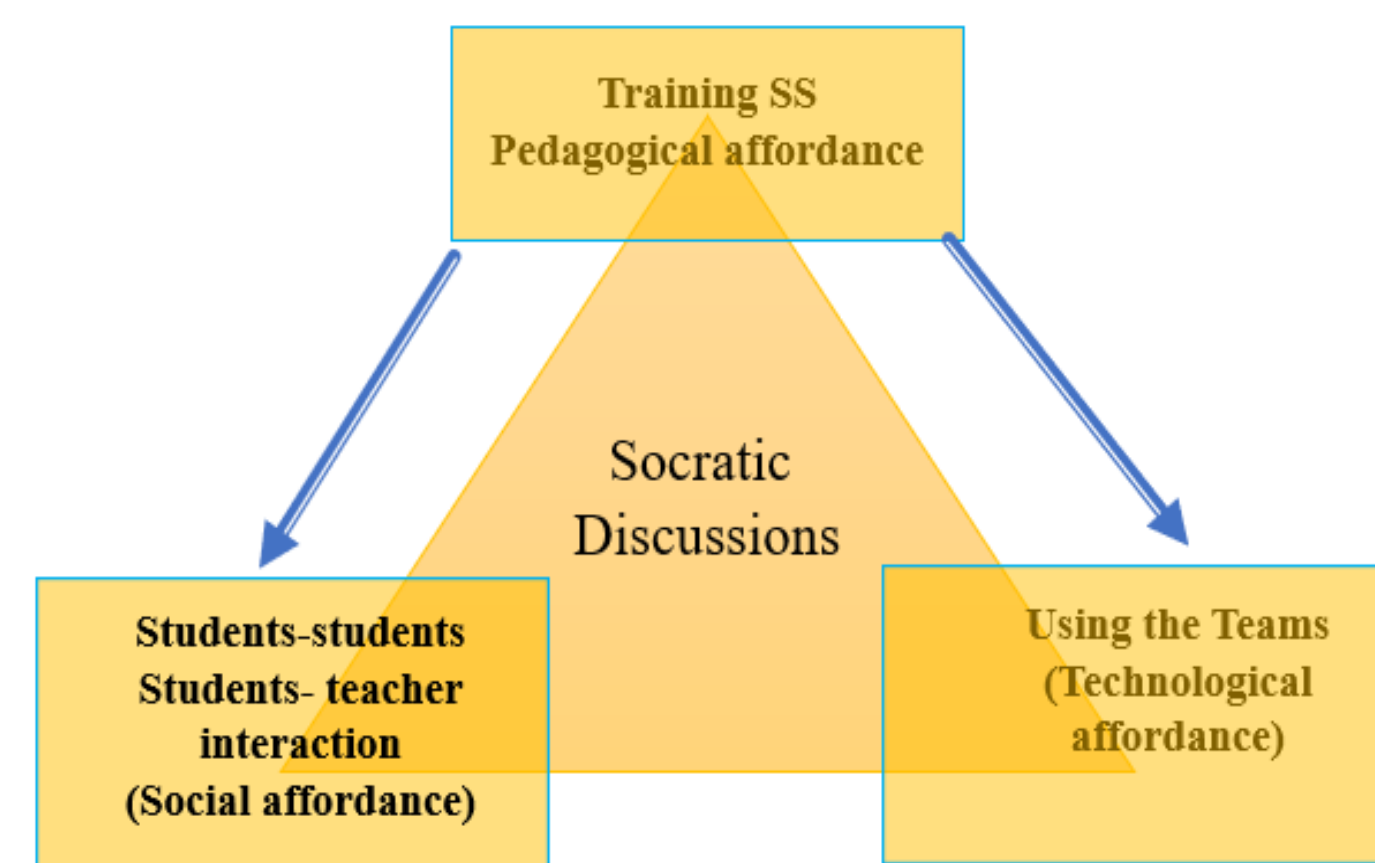 Training SS
Pedagogical affordance
Socratic
Discussions
Students-students
Students- teacher
interaction
(Social affordance)
Using the Teams
(Technological
affordance)